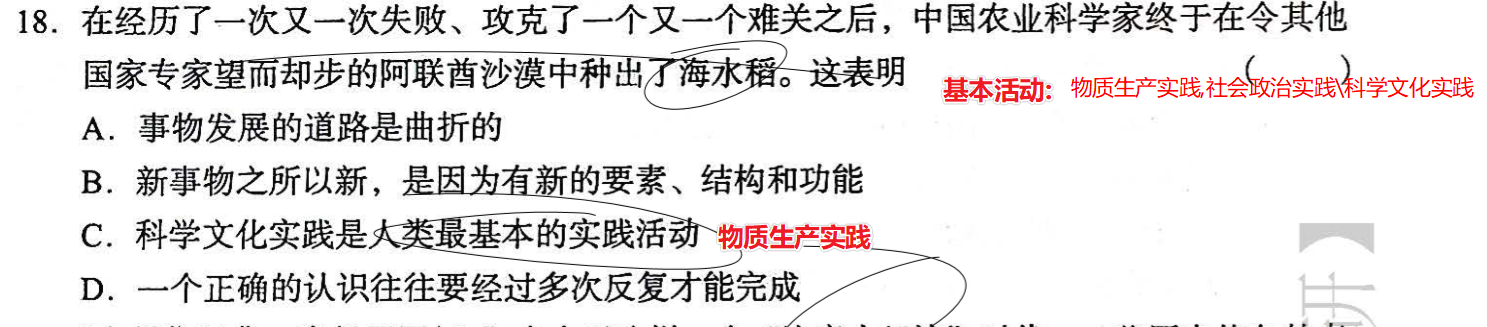 18. 在经历了一次又一次失败、攻克了一个又一个难关之后，中国农业科学家终于在令其他
国家专家望而却步的阿联酋沙漠中种出了海水稻。这表明 （ ）
基本活动: 物质生产实践,社会政治实践\科学文化实践
A. 事物发展的道路是曲折的
B. 新事物之所以新，是因为有新的要素、结构和功能
C. 科学文化实践是人类最基本的实践活动 物质生产实践
D. 一个正确的认识往往要经过多次反复才能完成